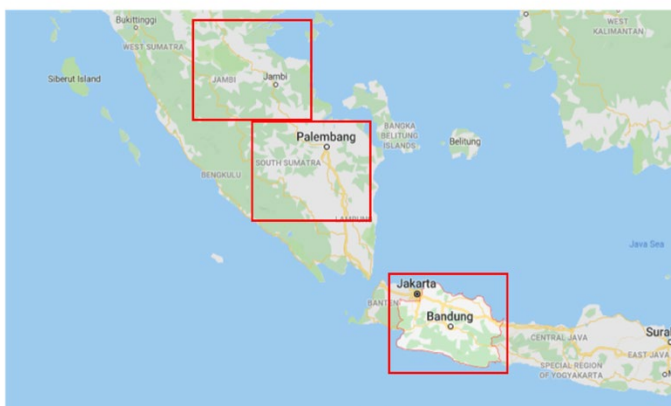 Bukittinggi
WEST SUMATRA
WEST
KALIMANTAN
Siberut Island
JAMBI
Jambi
BANGKA
BELITUNG
ISLANDS
Palembang
Belitung
SOUTH SUMATRA
BENGKULU
LAMPUNG
Java Sea
Jakarta
BANTEN
Bandung
Sura
CENTRAL JAVA
EAST JAVA
SPECIAL REGION
OF YOGYAKARTA